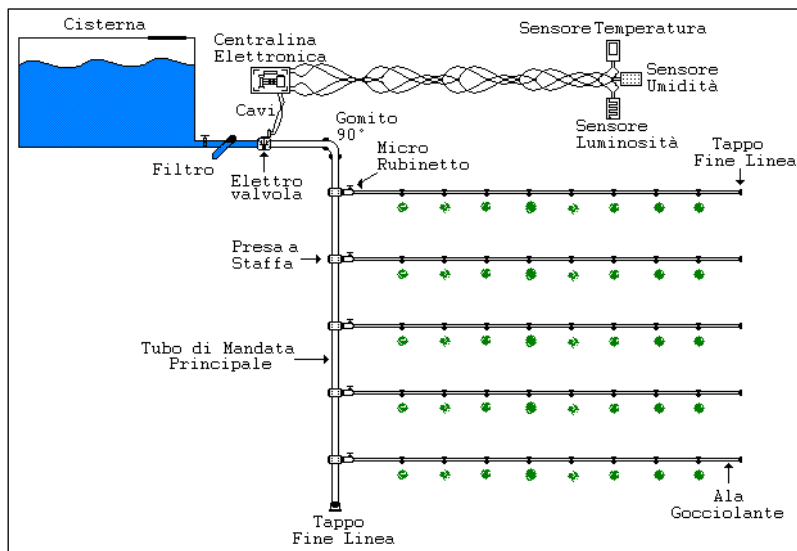 Cisterna
Centralina
Elettronica
Sensore Temperatura
Sensore
Umidità
Sensore
Luminosità
Cavi
Gomito
90°
Filtro
Elettro
valvola
Micro
Rubinetto
Tappo
Fine Linea
Presa a
Staffa
Tubo di Mandata
Principale
Ala
Gocciolante
Tappo
Fine Linea